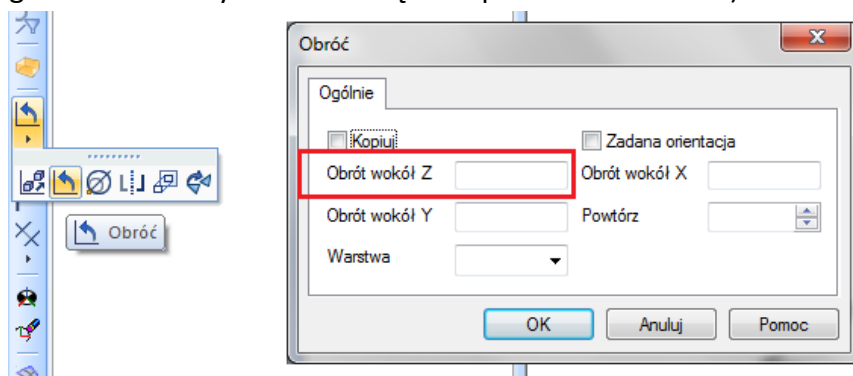 Obróć
Ogólnie
Kopiuj
Zadana orientacja
Obrót wokół Z
Obrót wokół X
Obrót wokół Y
Powtórz
Obróć
Warstwa
OK
Anuluj
Pomoc